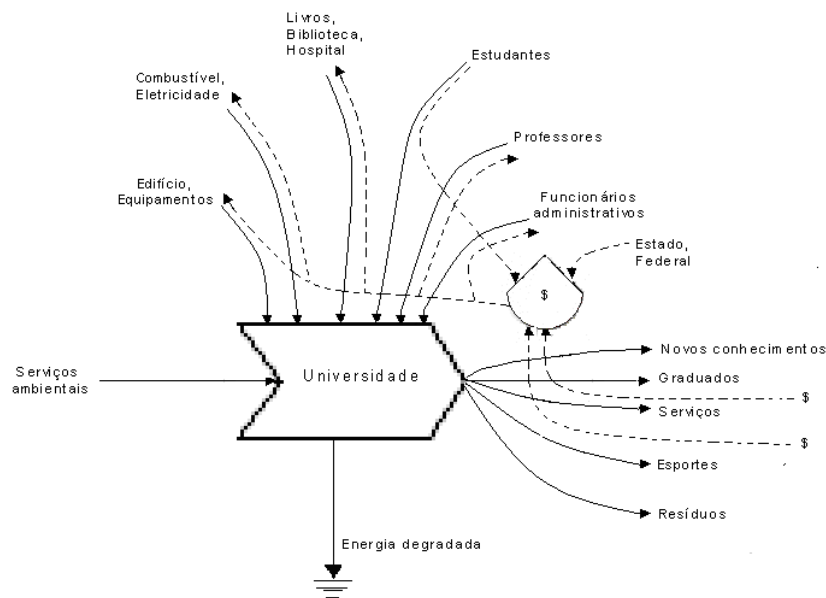 Livros,
Biblioteca,
Hospital
Estudantes
Combustível,
Eletricidade
Professores
Edifício,
Equipamentos
Funcionários
administrativos
Estado,
Federal
$
Novos conhecimentos
Serviços
ambientais
Universidade
Graduados
$
Serviços
$
Esportes
Resíduos
Energia degradada